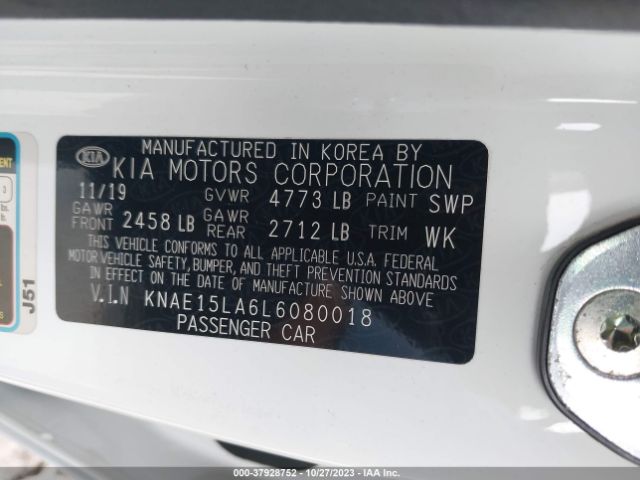 MANUFACTURED IN KOREA BY
KIA KIA MOTORS CORPORATION
11/19 GVWR 4773 LB PAINT SWP
GAWR FRONT 2458 LB GAWR REAR 2712 LB TRIM WK
THIS VEHICLE CONFORMS TO ALL APPLICABLE U.S.A. FEDERAL
MOTOR VEHICLE SAFETY, BUMPER, AND THEFT PREVENTION STANDARDS
IN EFFECT ON THE DATE OF MANUFACTURE SHOWN ABOVE
V.I.N KNAE15LA6L6080018
PASSENGER CAR
J51
000-37928752 - 10/27/2023 - IAA Inc.